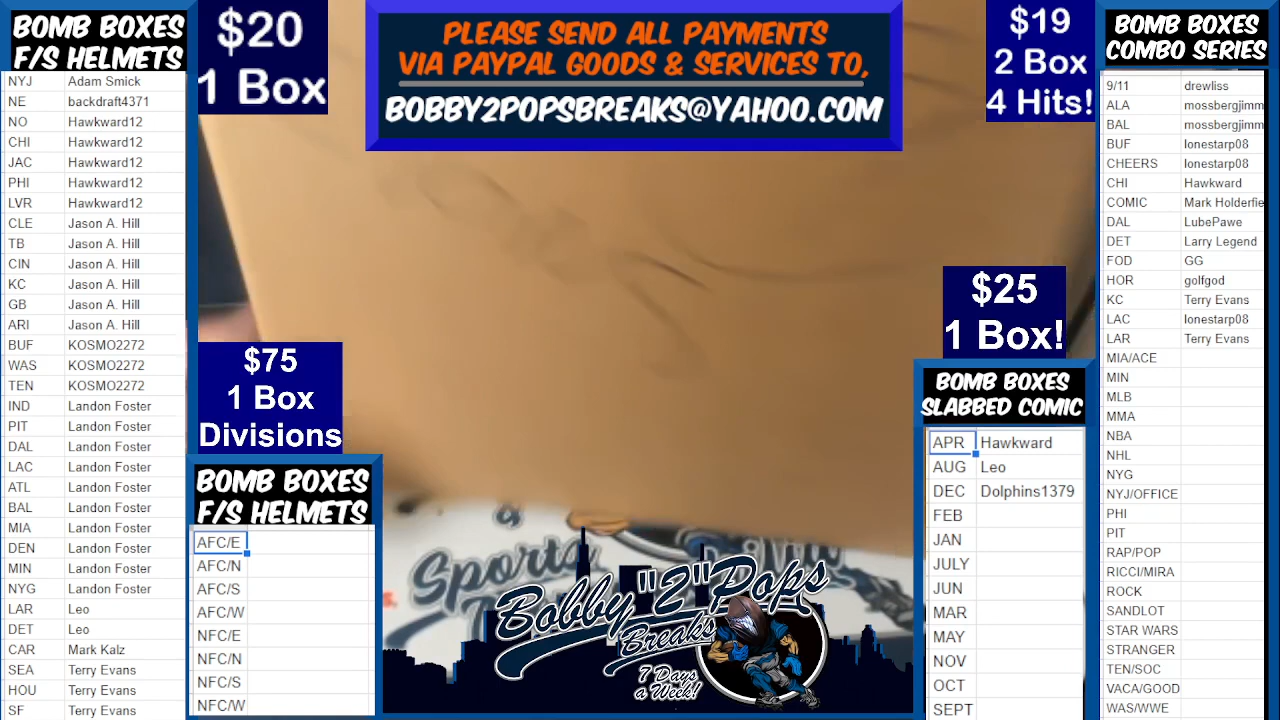 BOMB BOXES
F/S HELMETS
NYJ Adam Smick
NE backdraft4371
NO Hawkward12
CHI Hawkward12
JAC Hawkward12
PHI Hawkward12
LVR Hawkward12
CLE Jason A. Hill
TB Jason A. Hill
CIN Jason A. Hill
KC Jason A. Hill
GB Jason A. Hill
ARI Jason A. Hill
BUF KOSMO2272
WAS KOSMO2272
TEN KOSMO2272
IND Landon Foster
PIT Landon Foster
DAL Landon Foster
LAC Landon Foster
ATL Landon Foster
BAL Landon Foster
MIA Landon Foster
DEN Landon Foster
MIN Landon Foster
NYG Landon Foster
LAR Leo
DET Leo
CAR Mark Kalz
SEA Terry Evans
HOU Terry Evans
SF Terry Evans
$20
1 Box
$75
1 Box
Divisions
BOMB BOXES
F/S HELMETS
AFC/E
AFC/N
AFC/S
AFC/W
NFC/E
NFC/N
NFC/S
NFC/W
PLEASE SEND ALL PAYMENTS
VIA PAYPAL GOODS & SERVICES TO,
BOBBY2POPSBREAKS@YAHOO.COM
Sports
Bobby "2" Pops
Breaks
7 Days
a Week!
$19
2 Box
4 Hits!
$25
1 Box!
BOMB BOXES
SLABBED COMIC
APR Hawkward
AUG Leo
DEC Dolphins1379
FEB
JAN
JULY
JUN
MAR
MAY
NOV
OCT
SEPT
BOMB BOXES
COMBO SERIES
9/11 drewliss
ALA mossbergjimm
BAL mossbergjimm
BUF lonestarp08
CHEERS lonestarp08
CHI Hawkward
COMIC Mark Holderfie
DAL LubePawe
DET Larry Legend
FOD GG
HOR golfgod
KC Terry Evans
LAC lonestarp08
LAR Terry Evans
MIA/ACE
MIN
MLB
MMA
NBA
NHL
NYG
NYJ/OFFICE
PHI
PIT
RAP/POP
RICCI/MIRA
ROCK
SANDLOT
STAR WARS
STRANGER
TEN/SOC
VACA/GOOD
WAS/WWE